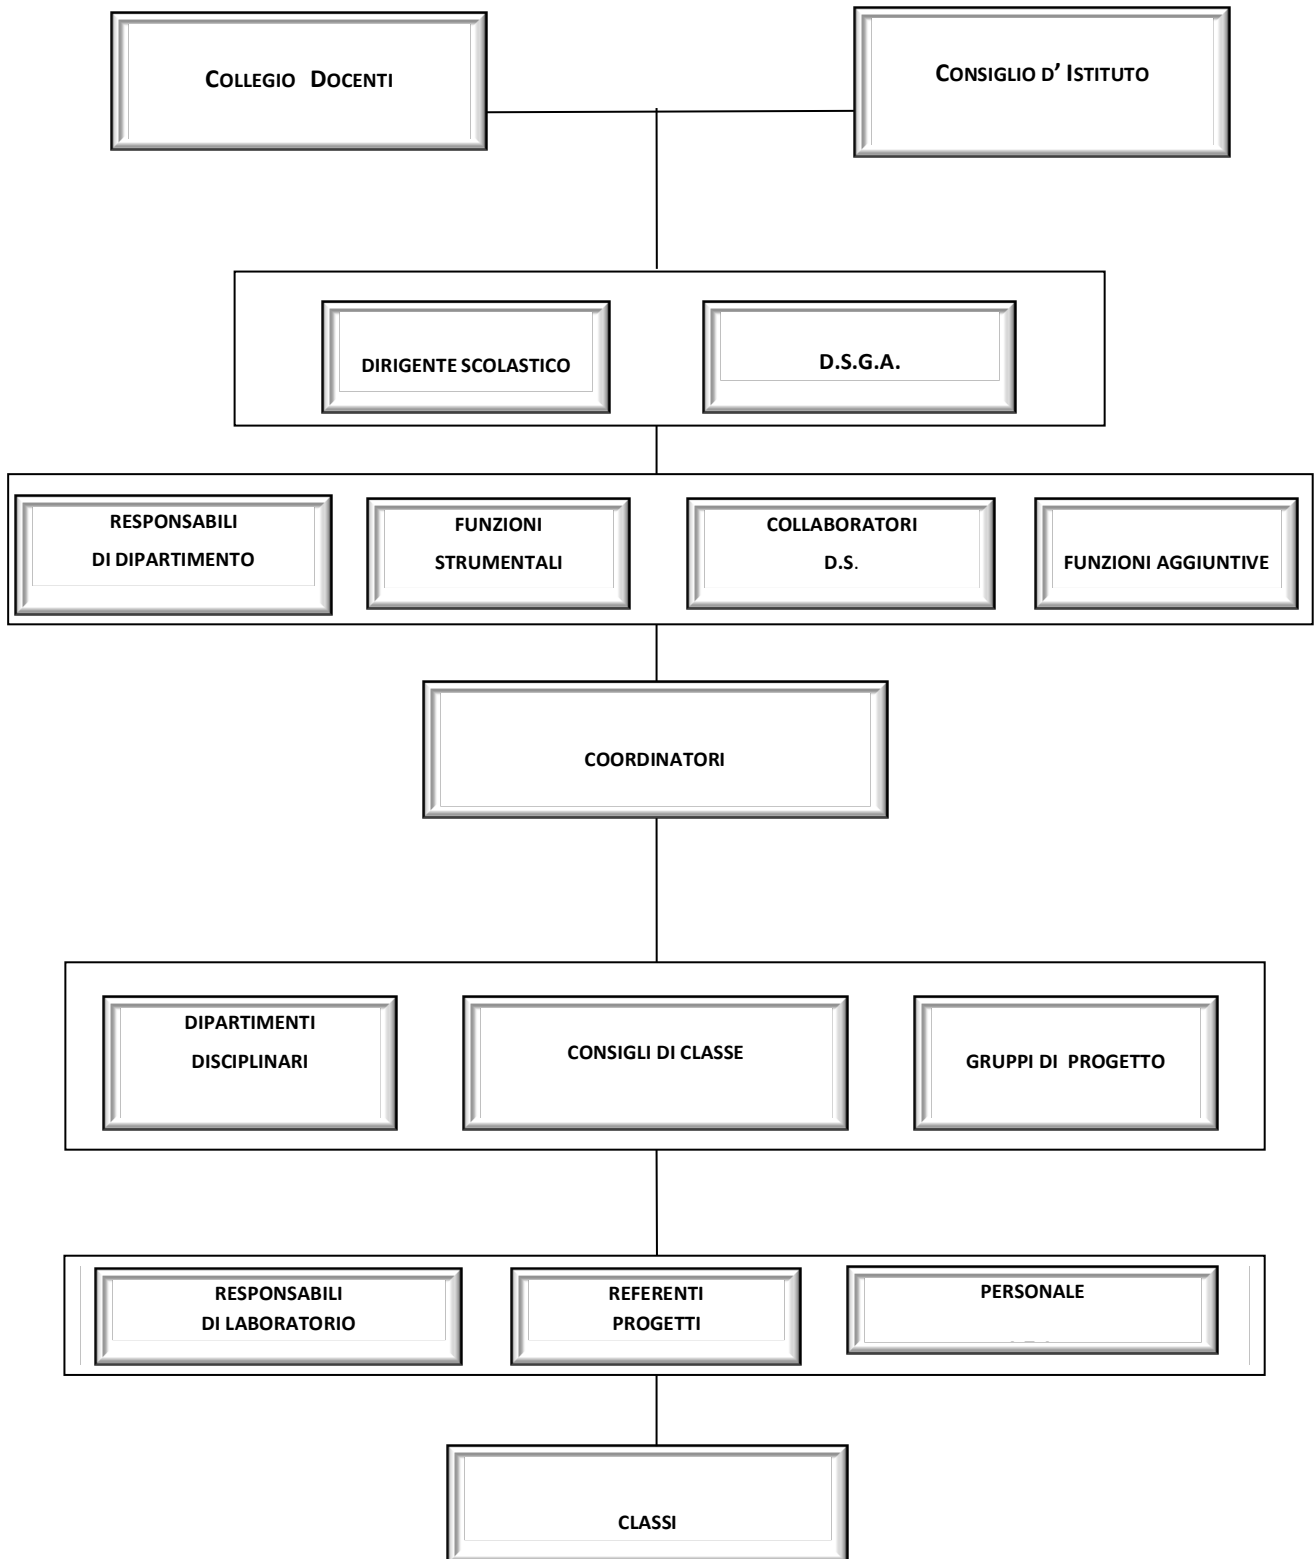 COLLEGIO DOCENTI
CONSIGLIO D' ISTITUTO
DIRIGENTE SCOLASTICO
D.S.G.A.
RESPONSABILI
DI DIPARTIMENTO
FUNZIONI
STRUMENTALI
COLLABORATORI
D.S.
FUNZIONI AGGIUNTIVE
COORDINATORI
DIPARTIMENTI
DISCIPLINARI
CONSIGLI DI CLASSE
GRUPPI DI PROGETTO
RESPONSABILI
DI LABORATORIO
REFERENTI
PROGETTI
PERSONALE
CLASSI